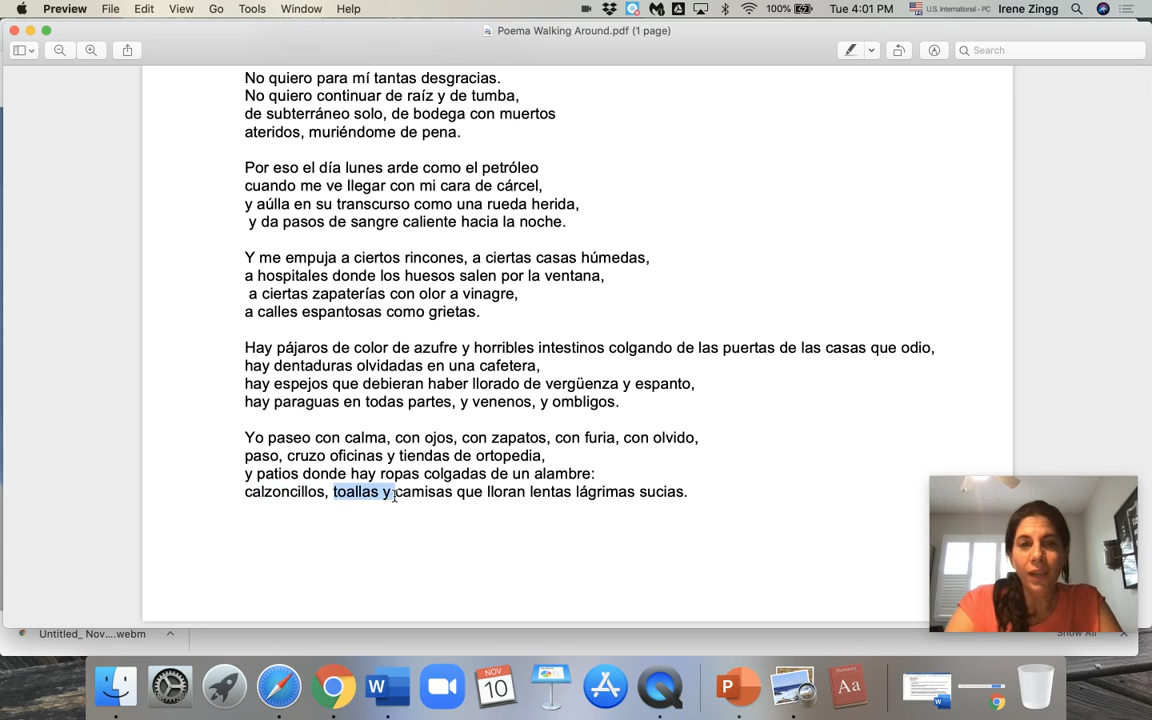 Preview File Edit View Go Tools Window Help 100% Tue 4:01 PM U.S. International - PC Irene Zingg
Poema Walking Around.pdf (1 page)
Search
No quiero para mí tantas desgracias.
No quiero continuar de raíz y de tumba,
de subterráneo solo, de bodega con muertos
ateridos, muriéndome de pena.
Por eso el día lunes arde como el petróleo
cuando me ve llegar con mi cara de cárcel,
y aúlla en su transcurso como una rueda herida,
y da pasos de sangre caliente hacia la noche.
Y me empuja a ciertos rincones, a ciertas casas húmedas,
a hospitales donde los huesos salen por la ventana,
a ciertas zapaterías con olor a vinagre,
a calles espantosas como grietas.
Hay pájaros de color de azufre y horribles intestinos colgando de las puertas de las casas que odio,
hay dentaduras olvidadas en una cafetera,
hay espejos que debieran haber llorado de vergüenza y espanto,
hay paraguas en todas partes, y venenos, y ombligos.
Yo paseo con calma, con ojos, con zapatos, con furia, con olvido,
paso, cruzo oficinas y tiendas de ortopedia,
y patios donde hay ropas colgadas de un alambre:
calzoncillos, toallas y camisas que lloran lentas lágrimas sucias.
Untitled_ Nov....webm
Show All
NOV
10
W
P
Aa